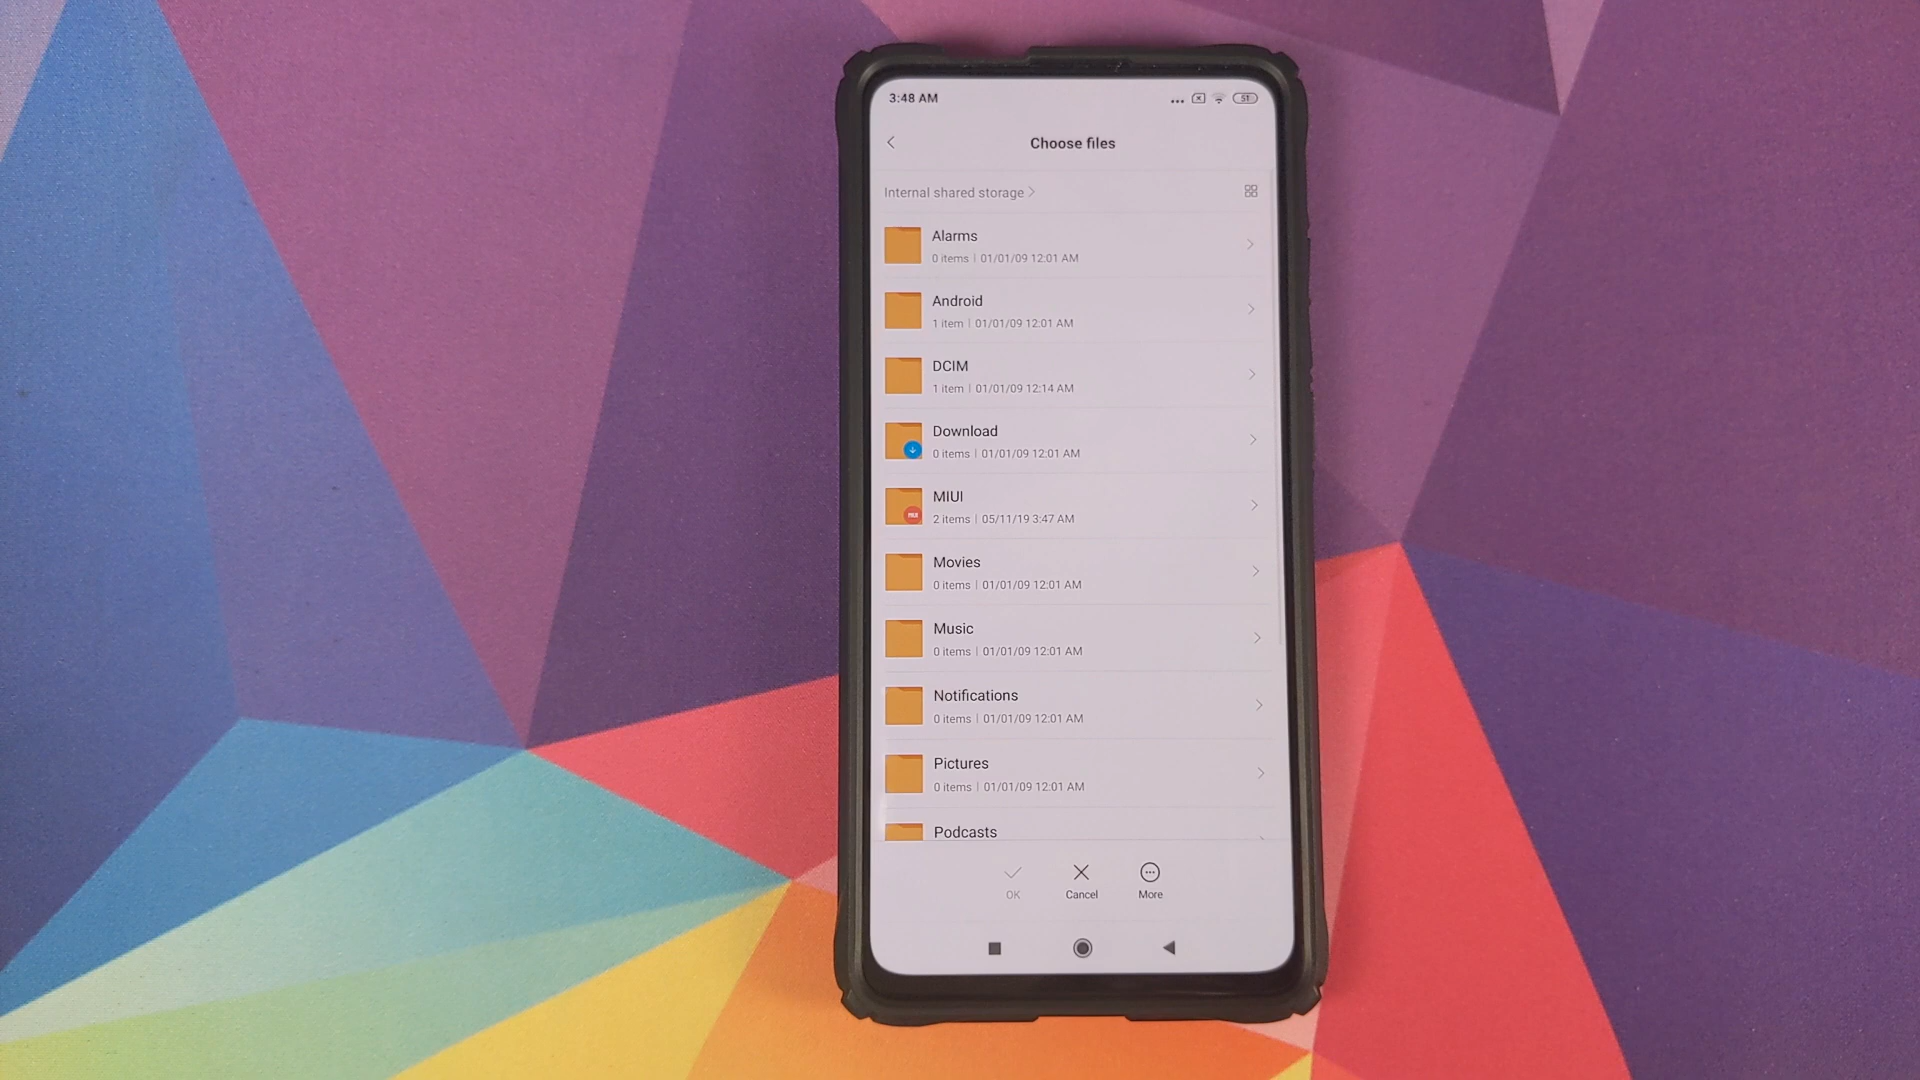 3:48 AM
51
Choose files
Internal shared storage
Alarms
0 items | 01/01/09 12:01 AM
Android
1 item | 01/01/09 12:01 AM
DCIM
1 item | 01/01/09 12:14 AM
Download
0 items | 01/01/09 12:01 AM
MIUI
2 items | 05/11/19 3:47 AM
Movies
0 items | 01/01/09 12:01 AM
Music
0 items | 01/01/09 12:01 AM
Notifications
0 items | 01/01/09 12:01 AM
Pictures
0 items | 01/01/09 12:01 AM
Podcasts
OK Cancel More